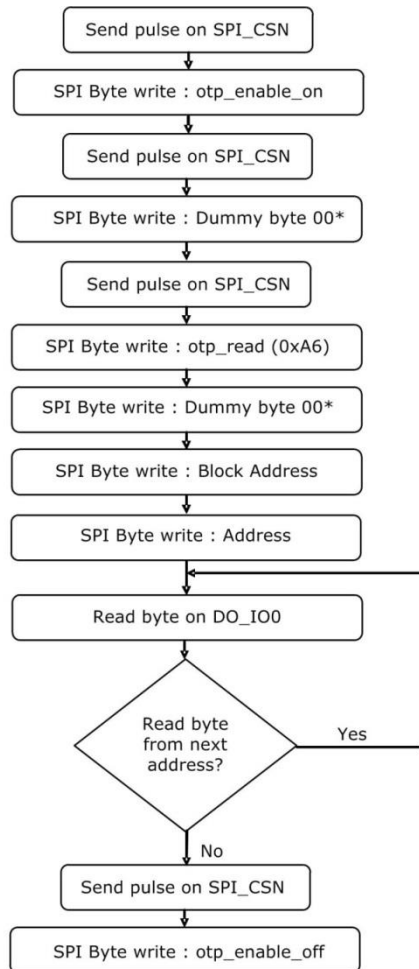 Send pulse on SPI_CSN
SPI Byte write : otp_enable_on
Send pulse on SPI_CSN
SPI Byte write : Dummy byte 00*
Send pulse on SPI_CSN
SPI Byte write : otp_read (0xA6)
SPI Byte write : Dummy byte 00*
SPI Byte write : Block Address
SPI Byte write : Address
Read byte on DO_IO0
Read byte
from next
address?
Yes
No
Send pulse on SPI_CSN
SPI Byte write : otp_enable_off